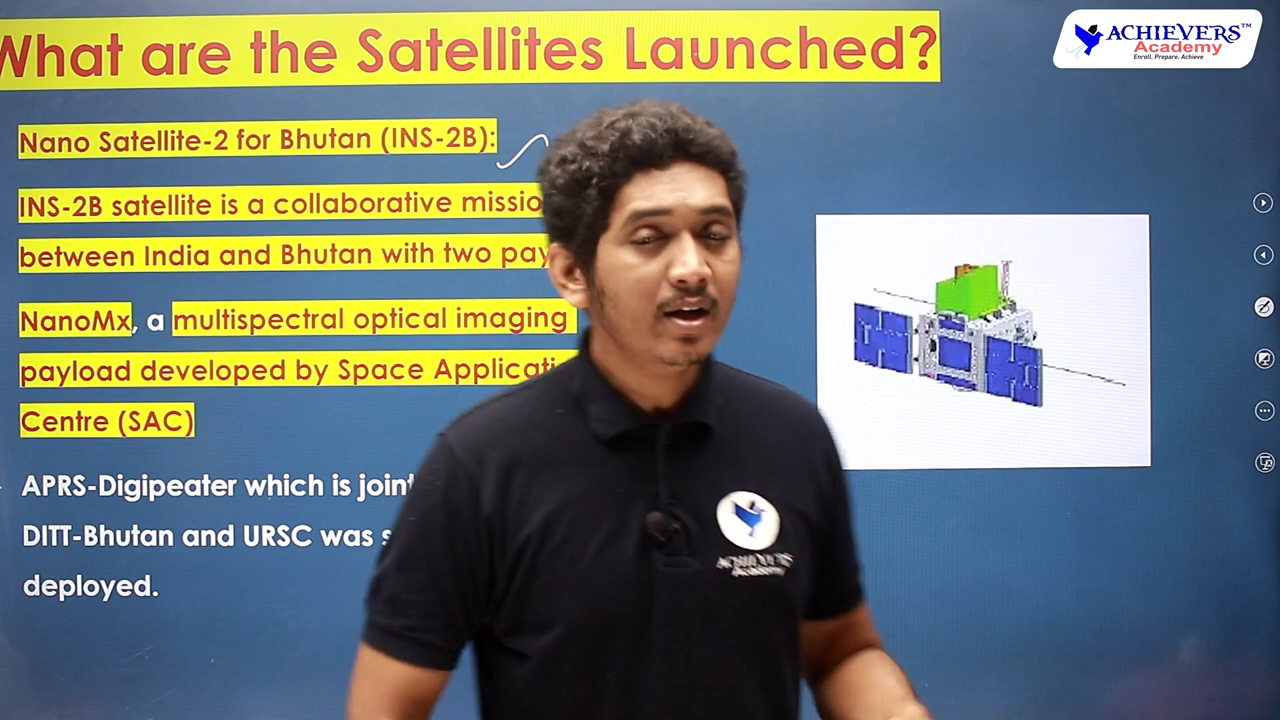 What are the Satellites Launched?
ACHIEVERS™
Academy
Enroll. Prepare. Achieve
Nano Satellite-2 for Bhutan (INS-2B):
INS-2B satellite is a collaborative missio
between India and Bhutan with two pay
NanoMx, a multispectral optical imaging
payload developed by Space Applicati
Centre (SAC)
APRS-Digipeater which is joint
DITT-Bhutan and URSC was s
deployed.
ACHIEVERS
Academy